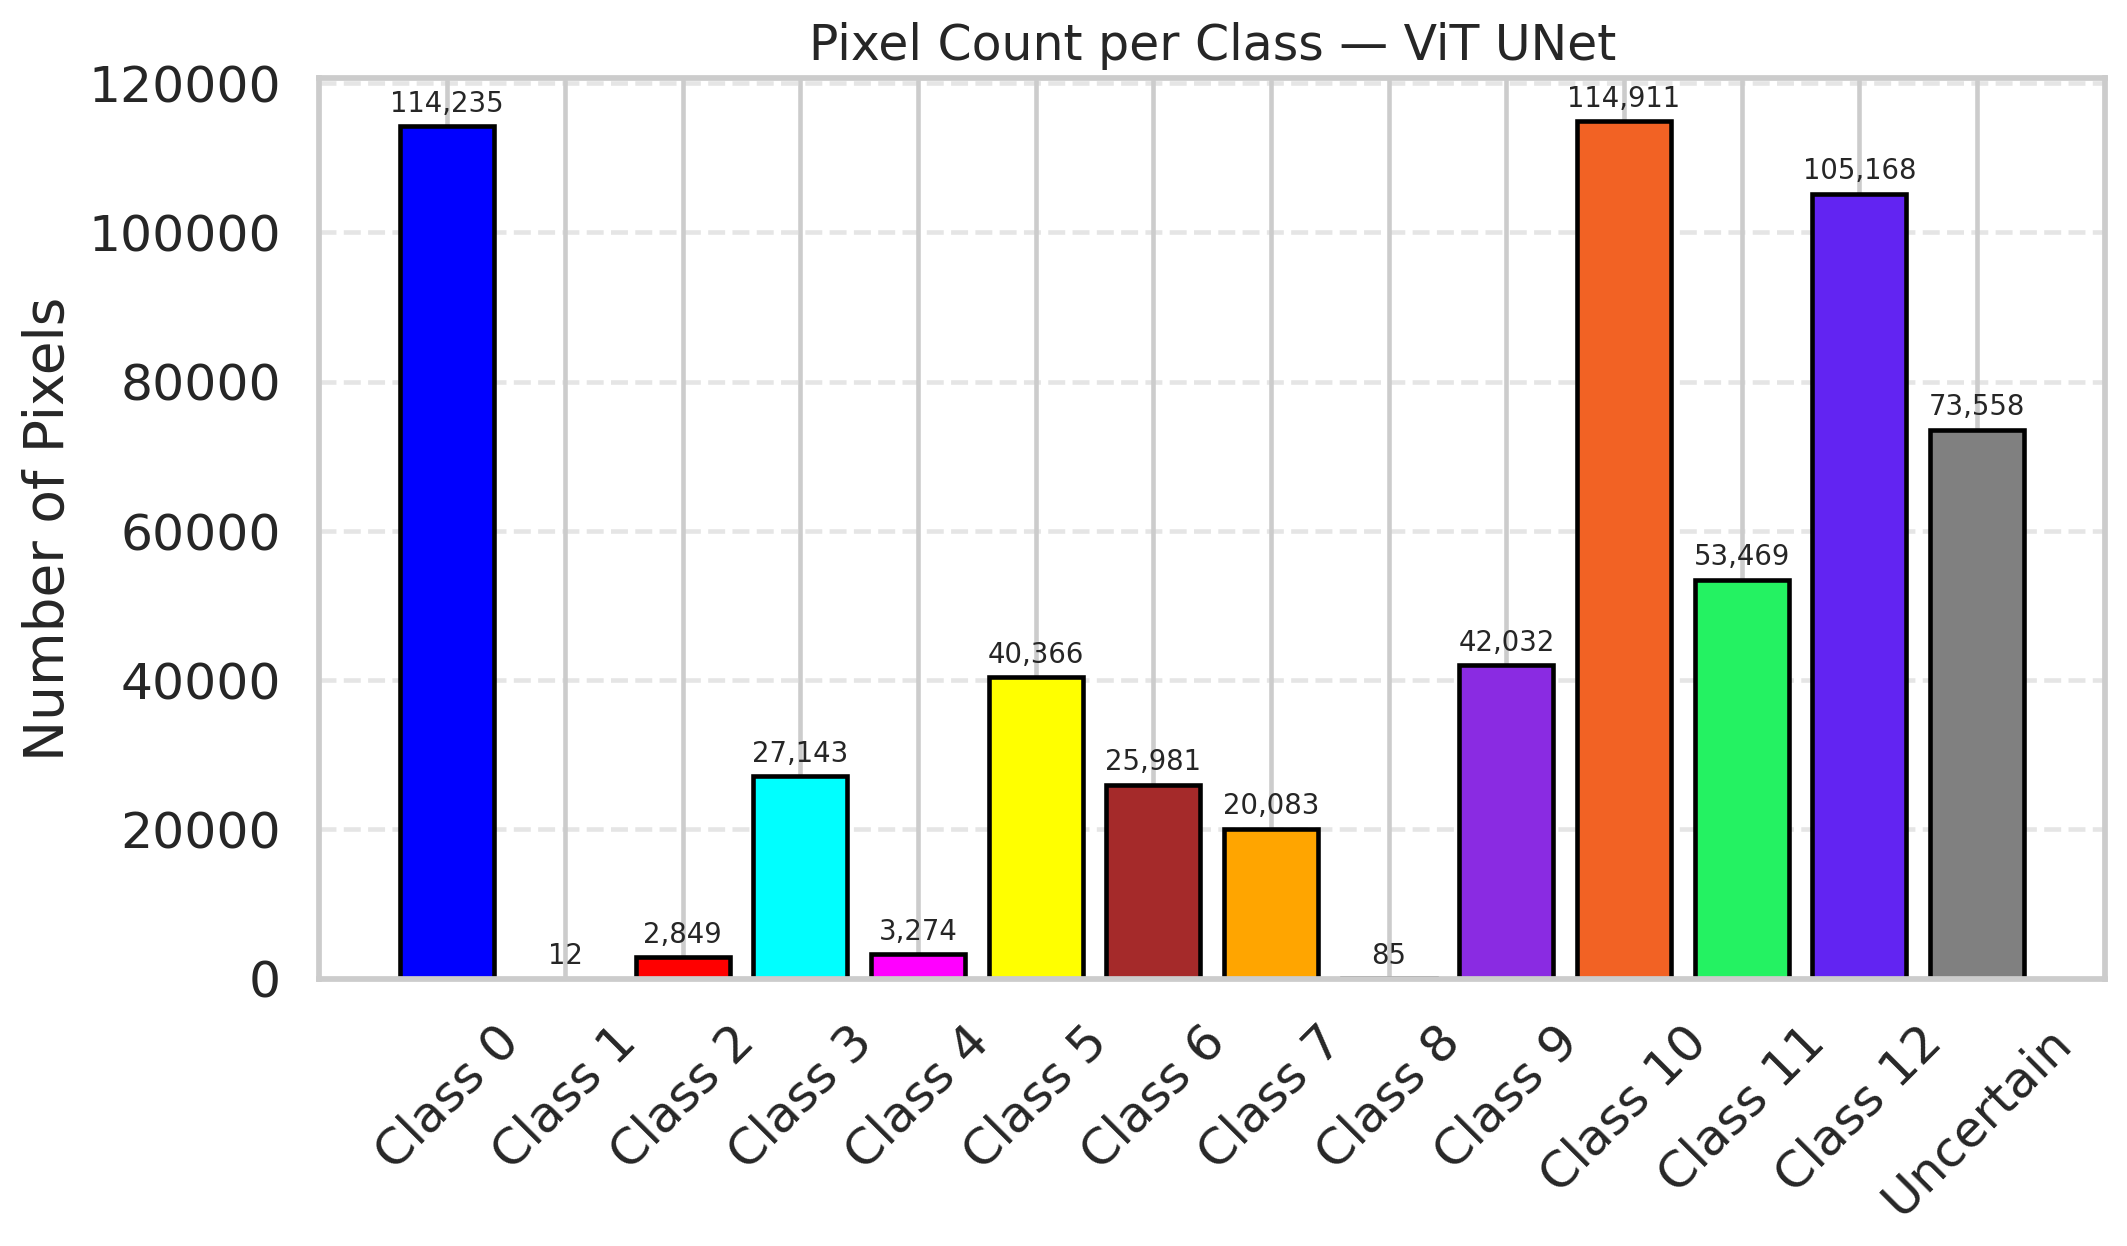 Pixel Count per Class — ViT UNet
Number of Pixels
120000
100000
80000
60000
40000
20000
0
114,235
12
2,849
27,143
3,274
40,366
25,981
20,083
85
42,032
114,911
53,469
105,168
73,558
Class 0
Class 1
Class 2
Class 3
Class 4
Class 5
Class 6
Class 7
Class 8
Class 9
Class 10
Class 11
Class 12
Uncertain